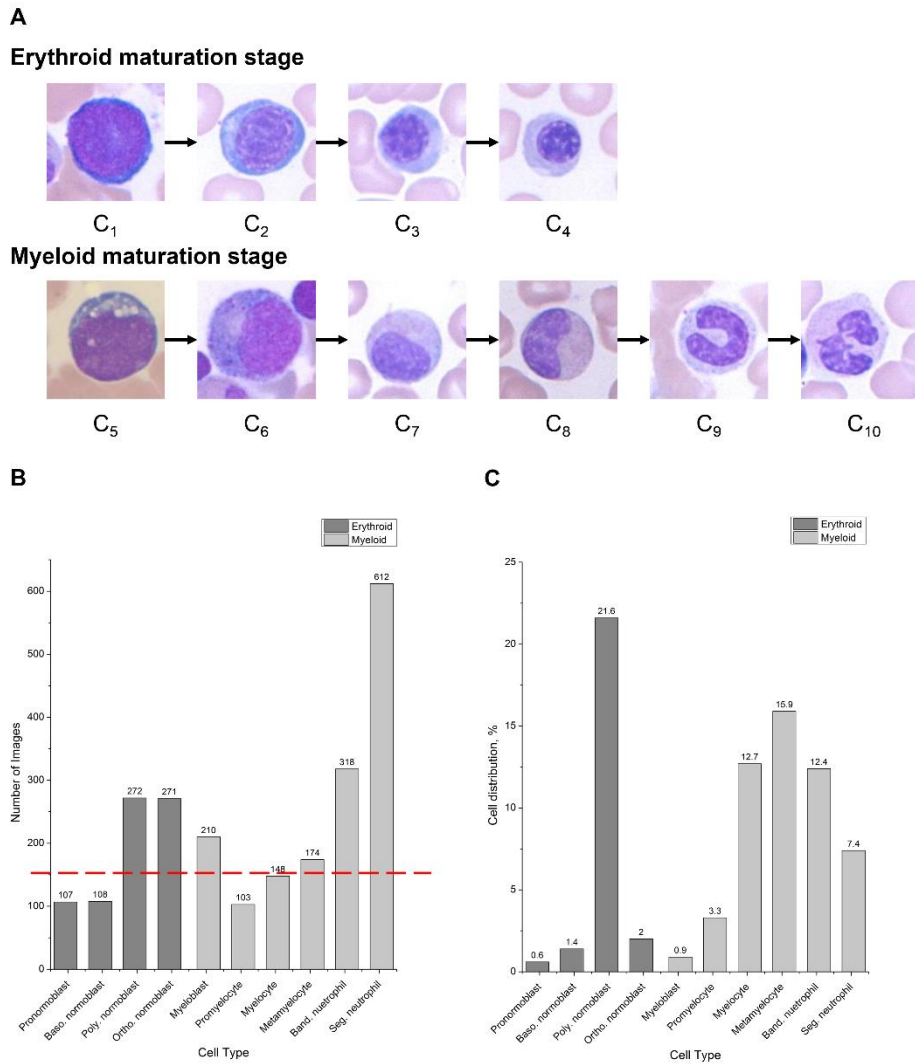 A
Erythroid maturation stage
C₁ C₂ C₃ C₄
Myeloid maturation stage
C₅ C₆ C₇ C₈ C₉ C₁₀
B
Erythroid
Myeloid
Number of Images
600
500
400
300
200
100
0
107 108 272 271 210 103 148 174 318 612
Pronormoblast
Baso. normoblast
Poly. normoblast
Ortho. normoblast
Myeloblast
Promyelocyte
Myelocyte
Metamyelocyte
Band. nuetrophil
Seg. neutrophil
Cell Type
C
Erythroid
Myeloid
Cell distribution, %
25
20
15
10
5
0
0.6 1.4 21.6 2 0.9 3.3 12.7 15.9 12.4 7.4
Pronormoblast
Baso. normoblast
Poly. normoblast
Ortho. normoblast
Myeloblast
Promyelocyte
Myelocyte
Metamyelocyte
Band. nuetrophil
Seg. neutrophil
Cell Type